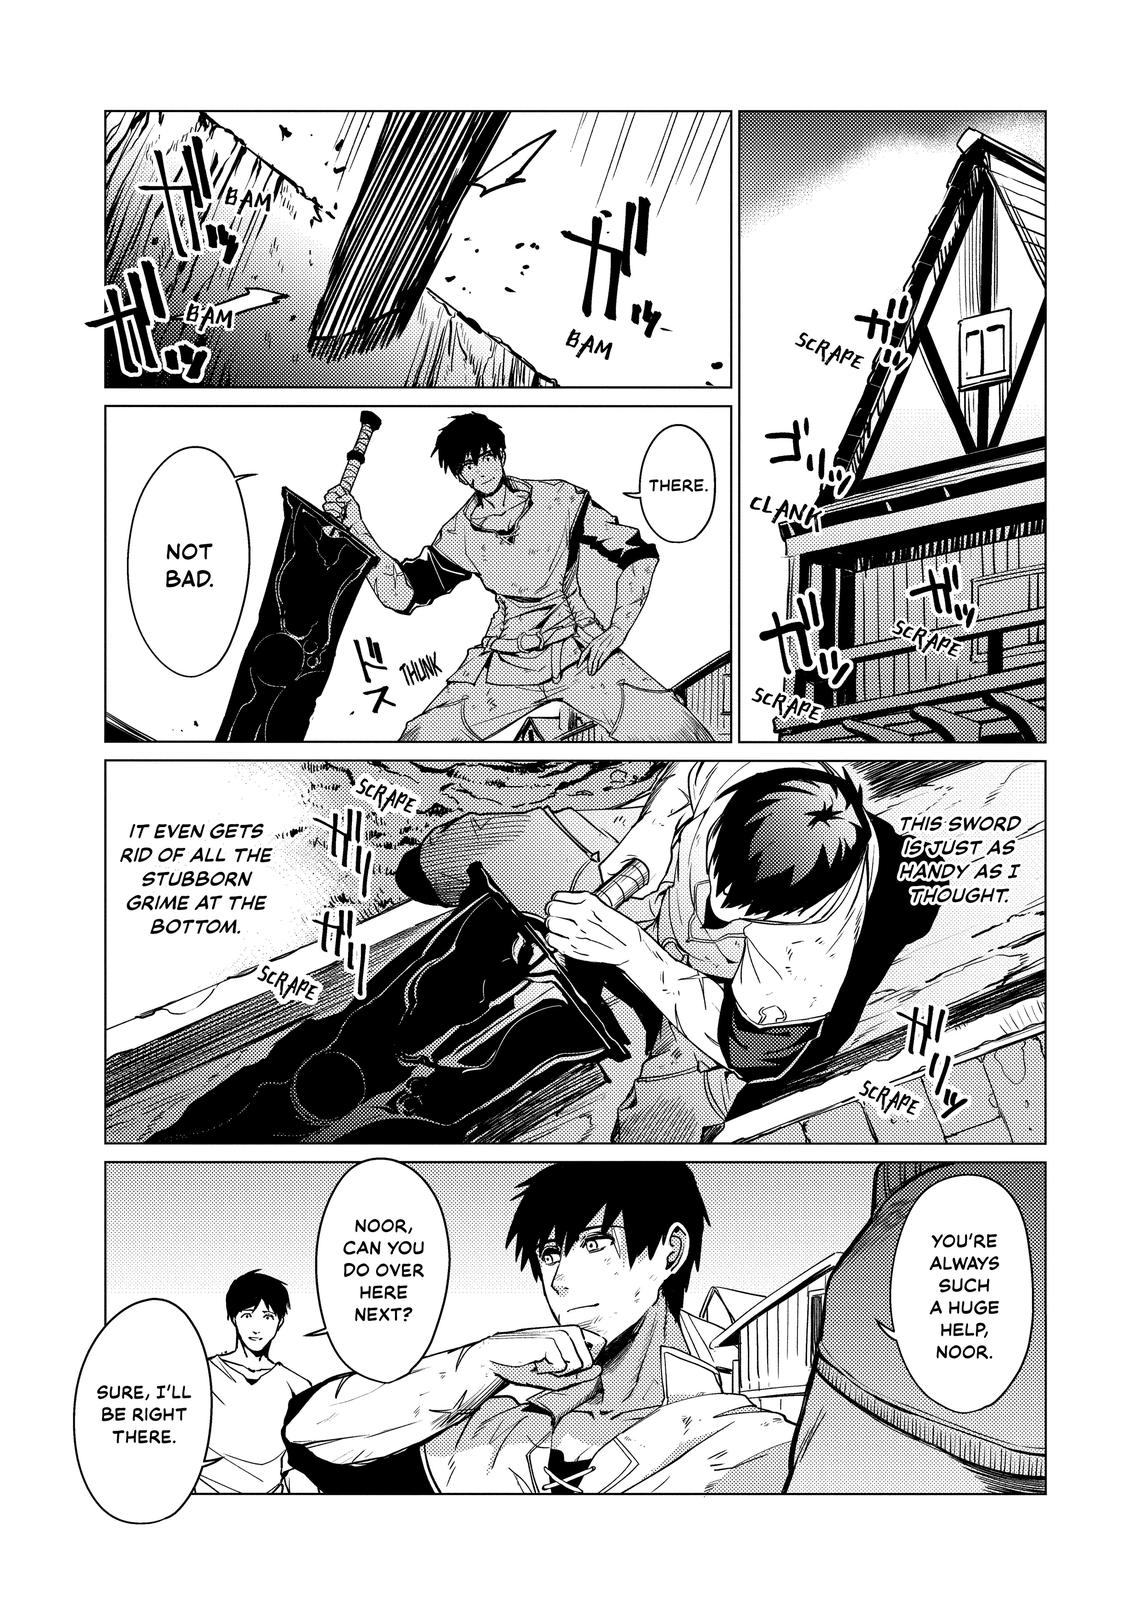 ガッ
SCRAPE
ゴリッ
CLANK
ガッ
SCRAPE
ガッ
SCRAPE
ガッ
BAM
ガッ
BAM
ガッ
BAM
THERE.
NOT
BAD.
ドス
THUNK
THIS SWORD
IS JUST AS
HANDY AS I
THOUGHT.
ガリ
SCRAPE
IT EVEN GETS
RID OF ALL THE
STUBBORN
GRIME AT THE
BOTTOM.
ガリ
SCRAPE
ガリッ
SCRAPE
YOU'RE
ALWAYS
SUCH
A HUGE
HELP,
NOOR.
NOOR,
CAN YOU
DO OVER
HERE
NEXT?
SURE, I'LL
BE RIGHT
THERE.